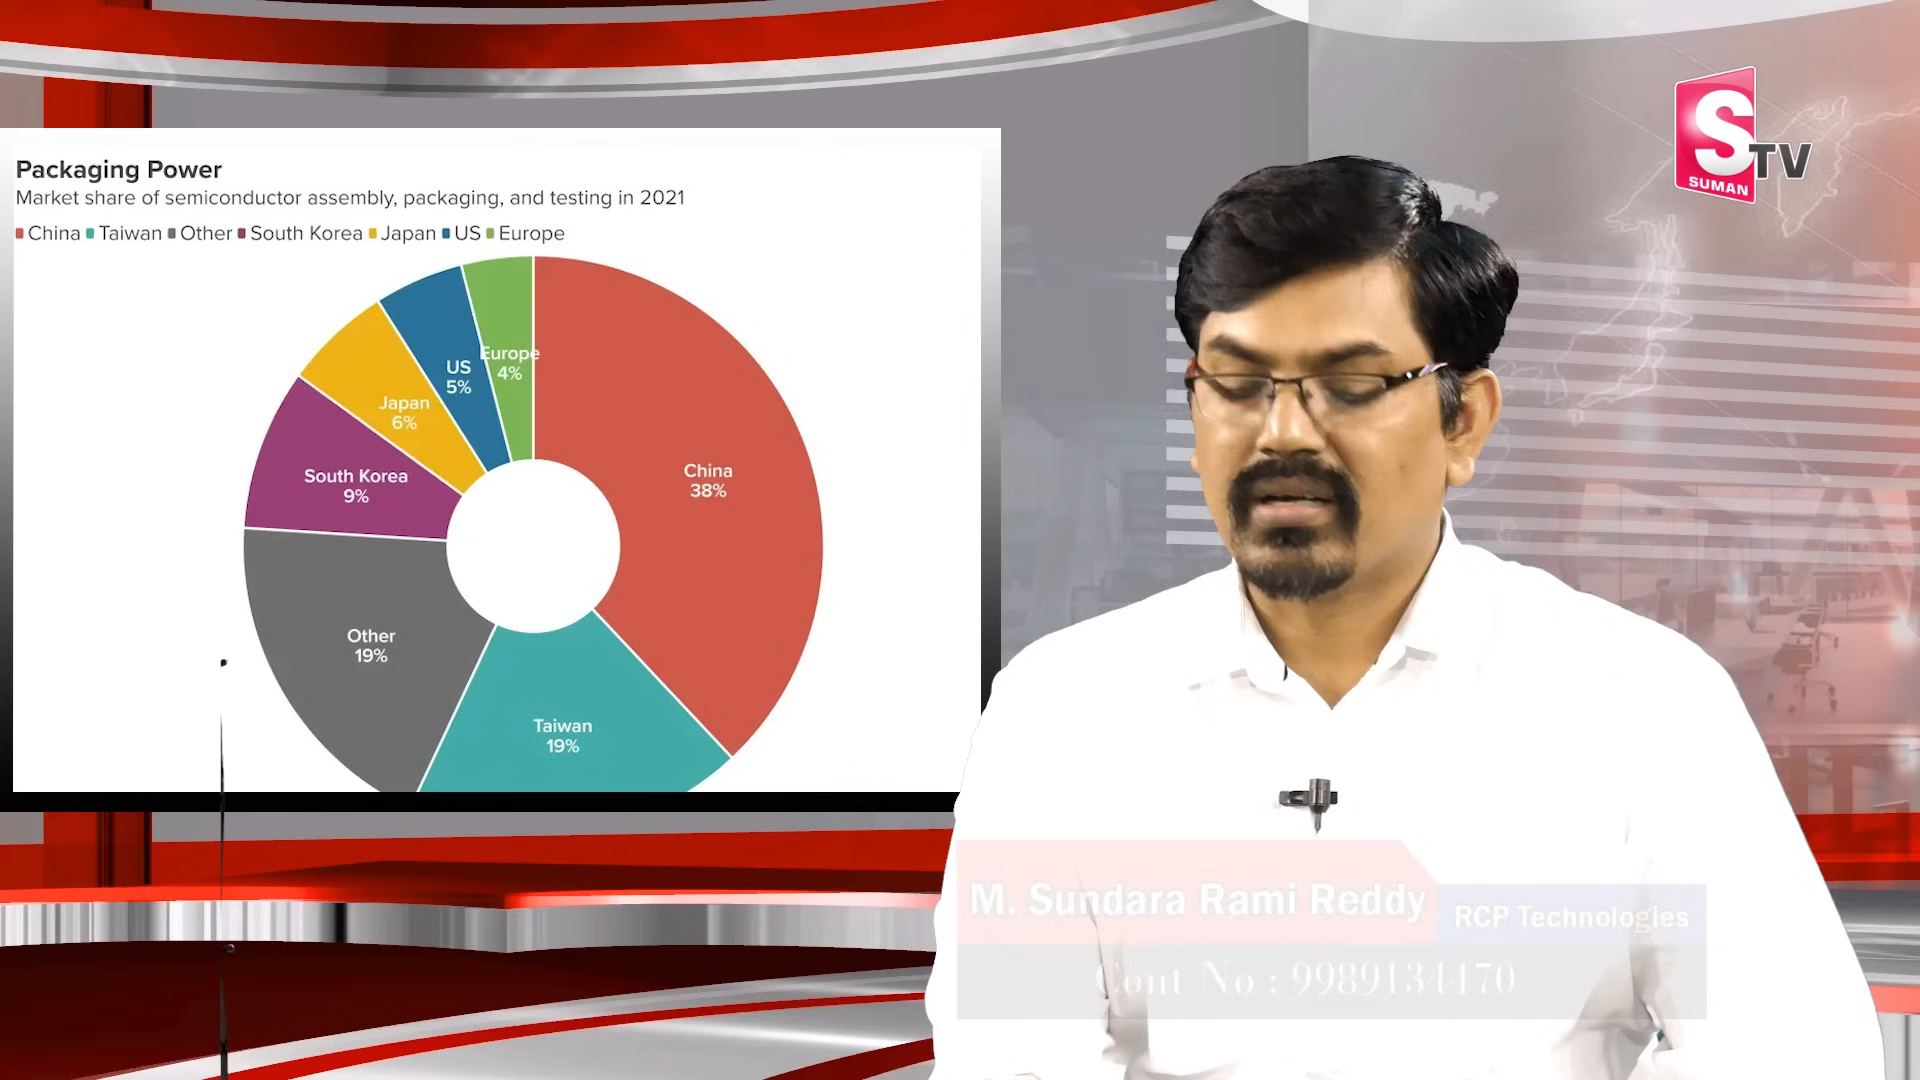 Packaging Power
Market share of semiconductor assembly, packaging, and testing in 2021
China Taiwan Other South Korea Japan US Europe
Europe
4%
US
5%
Japan
6%
South Korea
9%
China
38%
Other
19%
Taiwan
19%
S
TV
SUMAN
M. Sundara Rami Reddy
RCP Technologies
Cont No : 9989134470